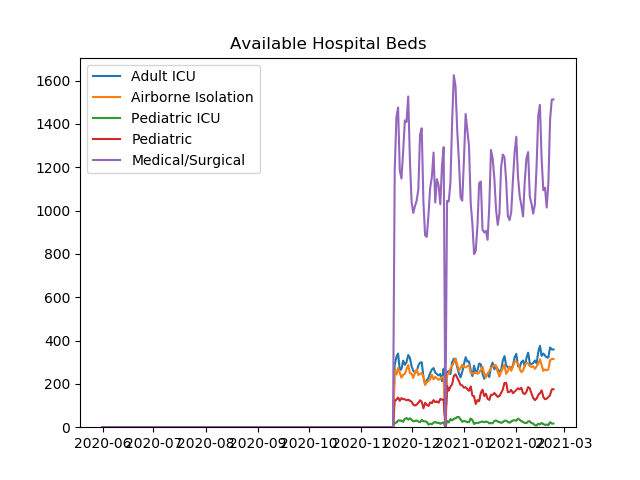 Available Hospital Beds
Adult ICU
Airborne Isolation
Pediatric ICU
Pediatric
Medical/Surgical
1600
1400
1200
1000
800
600
400
200
0
2020-06 2020-07 2020-08 2020-09 2020-10 2020-11 2020-12 2021-01 2021-02 2021-03